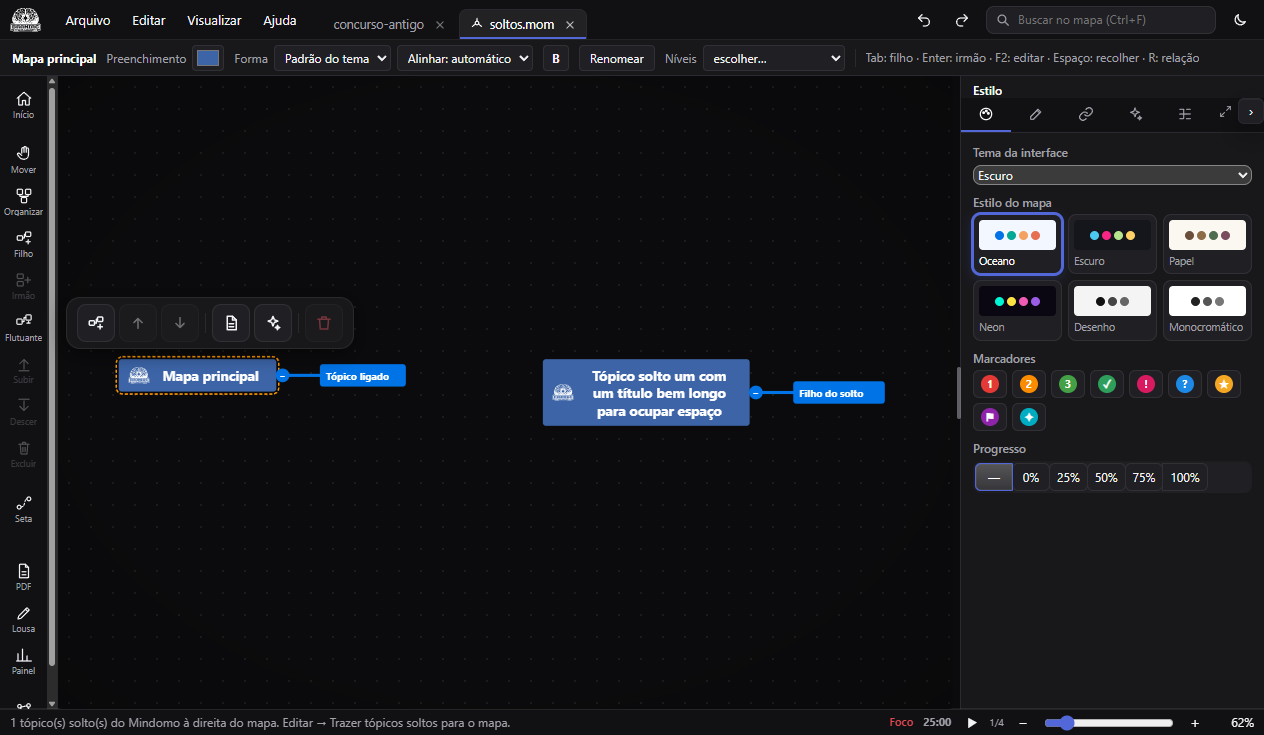 Arquivo Editar Visualizar Ajuda concurso-antigo × soltos.mom × Buscar no mapa (Ctrl+F)
Mapa principal Preenchimento Forma Padrão do tema Alinhar: automático B Renomear Níveis escolher... Tab: filho · Enter: irmão · F2: editar · Espaço: recolher · R: relação
Início
Mover
Organizar
Filho
Irmão
Flutuante
Subir
Descer
Excluir
Seta
PDF
Lousa
Painel
Mapa principal
Tópico ligado
Tópico solto um com
um título bem longo
para ocupar espaço
Filho do solto
Estilo
Tema da interface
Escuro
Estilo do mapa
Oceano Escuro Papel
Neon Desenho Monocromático
Marcadores
1 2 3 ✓ ! ? ★
Progresso
— 0% 25% 50% 75% 100%
1 tópico(s) solto(s) do Mindomo à direita do mapa. Editar → Trazer tópicos soltos para o mapa. Foco 25:00 1/4 − + 62%